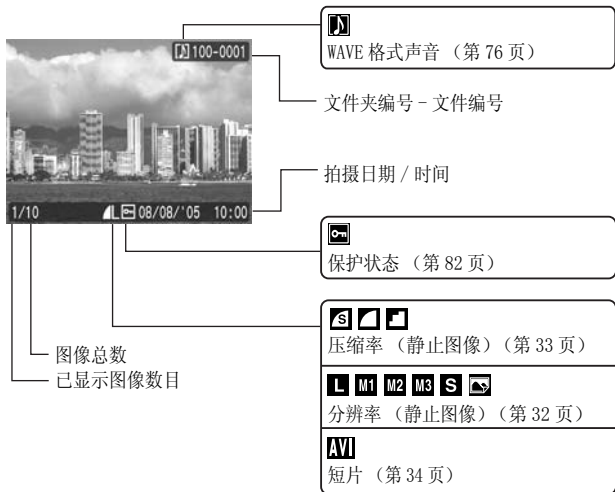 100-0001
WAVE 格式声音 （第 76 页）
文件夹编号 - 文件编号
拍摄日期 / 时间
1/10 L 08/08/'05 10:00
保护状态 （第 82 页）
S
压缩率 （静止图像）（第 33 页）
L M1 M2 M3 S
分辨率 （静止图像）（第 32 页）
AVI
短片 （第 34 页）
图像总数
已显示图像数目